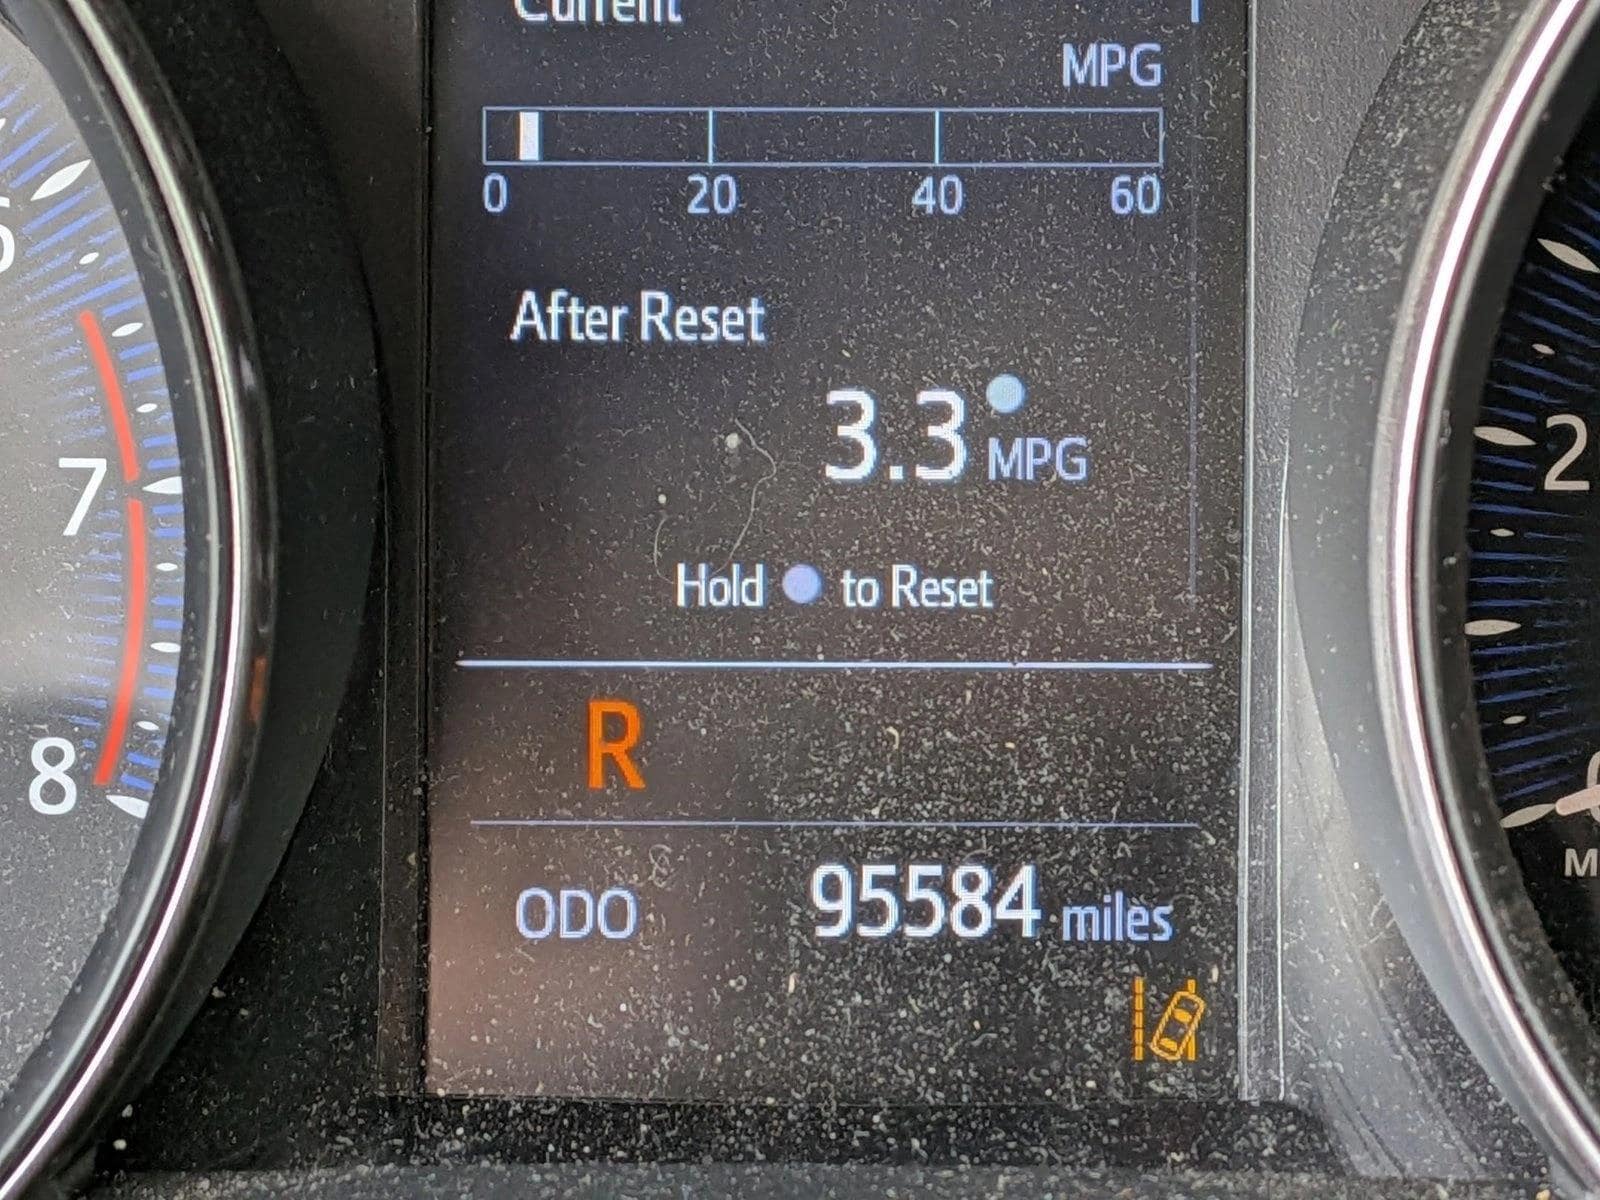 Current
MPG
0 20 40 60
After Reset
3.3 MPG
Hold to Reset
R
ODO 95584 miles
6
7
8
2